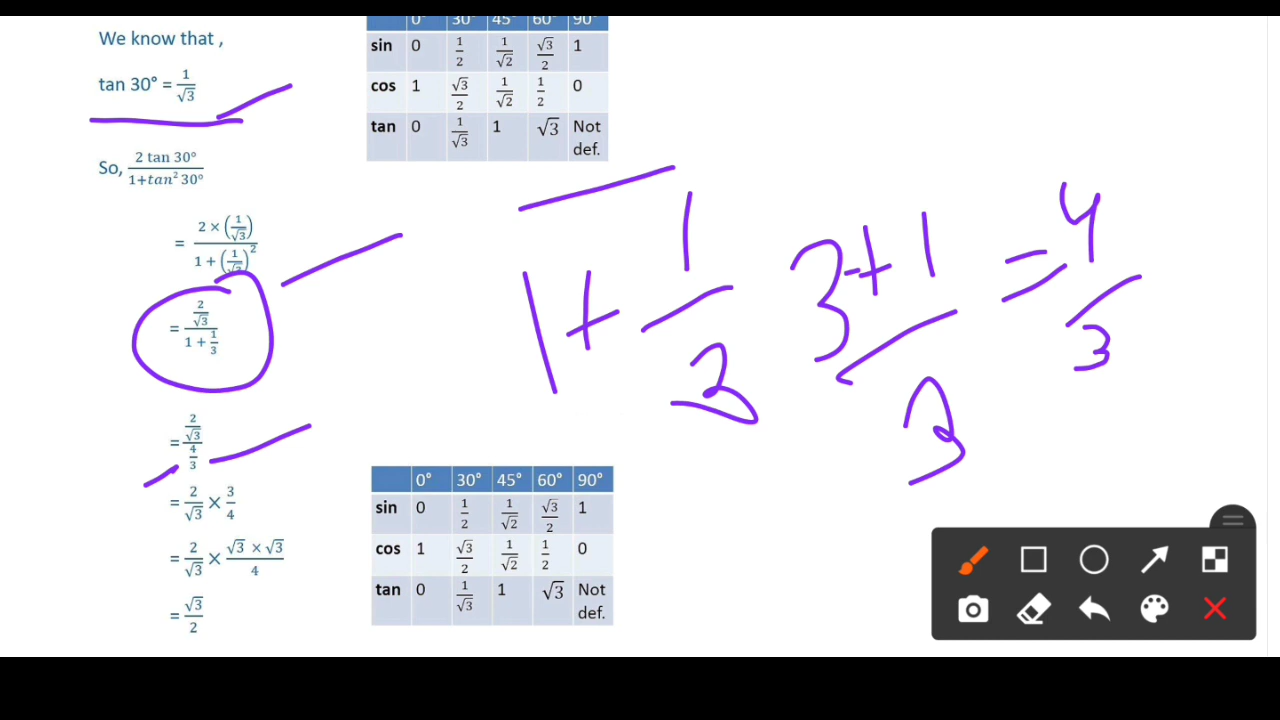 We know that ,
tan 30° = 1/√3
So, 2 tan 30° / 1+tan² 30°
= 2 × (1/√3) / 1 + (1/√3)²
= 2/√3 / 1 + 1/3
= 2/√3 / 4/3
= 2/√3 × 3/4
= 2/√3 × √3 × √3 / 4
= √3/2
0° 30° 45° 60° 90°
sin 0 1/2 1/√2 √3/2 1
cos 1 √3/2 1/√2 1/2 0
tan 0 1/√3 1 √3 Not def.
1 + 1/3 3+1/3 = 4/3
0° 30° 45° 60° 90°
sin 0 1/2 1/√2 √3/2 1
cos 1 √3/2 1/√2 1/2 0
tan 0 1/√3 1 √3 Not def.